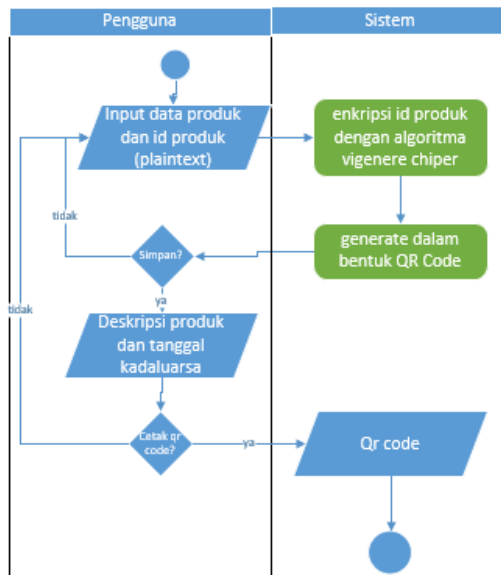 Pengguna
Sistem
Input data produk
dan id produk
(plaintext)
enkripsi id produk
dengan algoritma
vigenere chiper
tidak
Simpan?
generate dalam
bentuk QR Code
ya
tidak
Deskripsi produk
dan tanggal
kadaluarsa
Cetak qr
code?
ya
Qr code